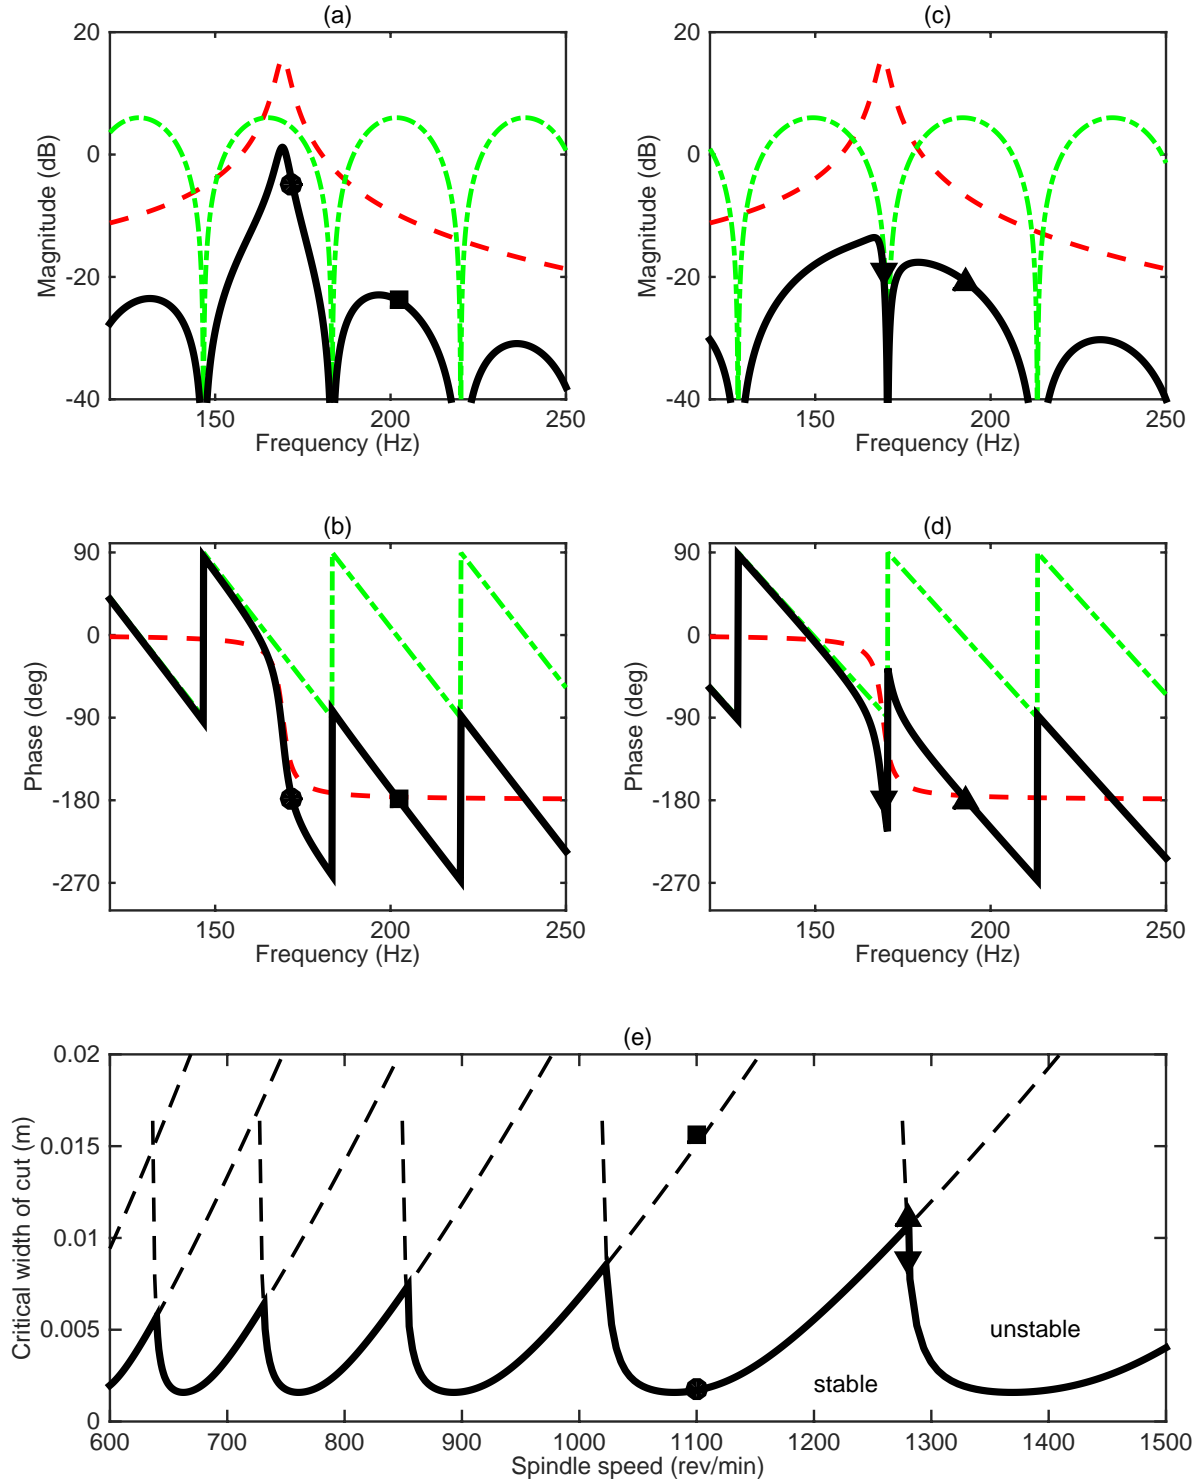 (a)
20
0
-20
-40
Magnitude (dB)
150
200
250
Frequency (Hz)
(c)
20
0
-20
-40
Magnitude (dB)
150
200
250
Frequency (Hz)
(b)
90
0
-90
-180
-270
Phase (deg)
150
200
250
Frequency (Hz)
(d)
90
0
-90
-180
-270
Phase (deg)
150
200
250
Frequency (Hz)
(e)
0.02
0.015
0.01
0.005
0
Critical width of cut (m)
unstable
stable
600
700
800
900
1000
1100
1200
1300
1400
1500
Spindle speed (rev/min)